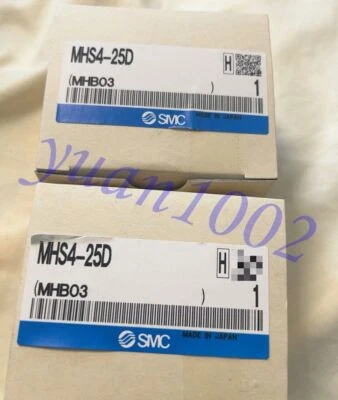 MHS4-25D
H
(MHB03 ) 1
SMC MADE IN JAPAN
yuan1002
MHS4-25D
H
(MHB03 ) 1
SMC MADE IN JAPAN